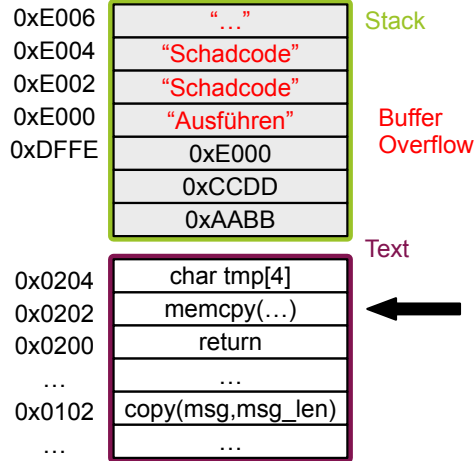 0xE006 “…” Stack
0xE004 “Schadcode”
0xE002 “Schadcode”
0xE000 “Ausführen” Buffer
0xDFFE 0xE000 Overflow
0xCCDD
0xAABB
Text
0x0204 char tmp[4]
0x0202 memcpy(…)
0x0200 return
… …
0x0102 copy(msg,msg_len)
… …